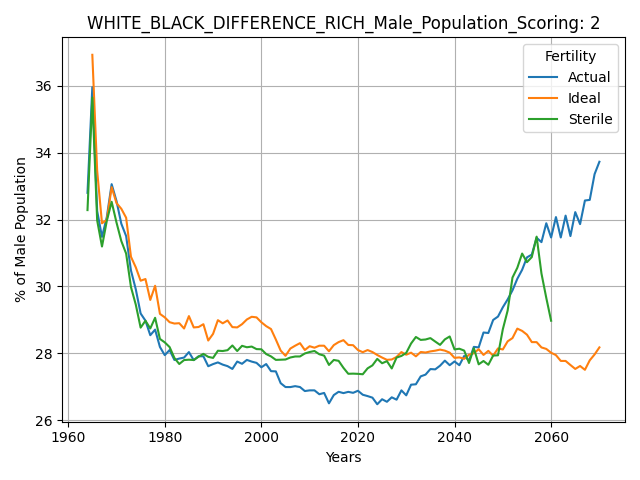 WHITE_BLACK_DIFFERENCE_RICH_Male_Population_Scoring: 2
% of Male Population
36
34
32
30
28
26
1960
1980
2000
2020
2040
2060
Years
Fertility
Actual
Ideal
Sterile